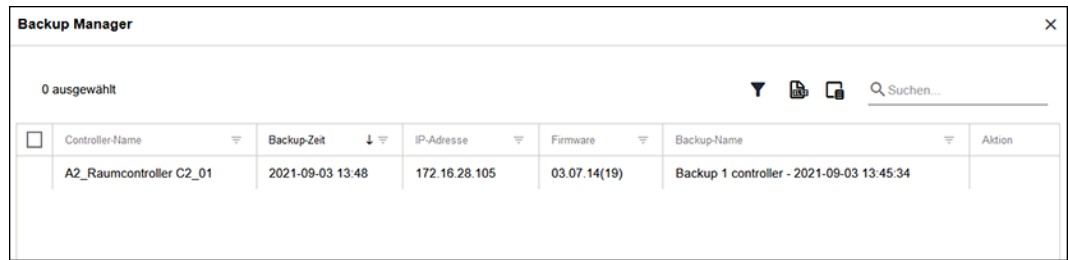 Backup Manager
0 ausgewählt
Suchen...
Controller-Name Backup-Zeit IP-Adresse Firmware Backup-Name Aktion
A2_Raumcontroller C2_01 2021-09-03 13:48 172.16.28.105 03.07.14(19) Backup 1 controller - 2021-09-03 13:45:34